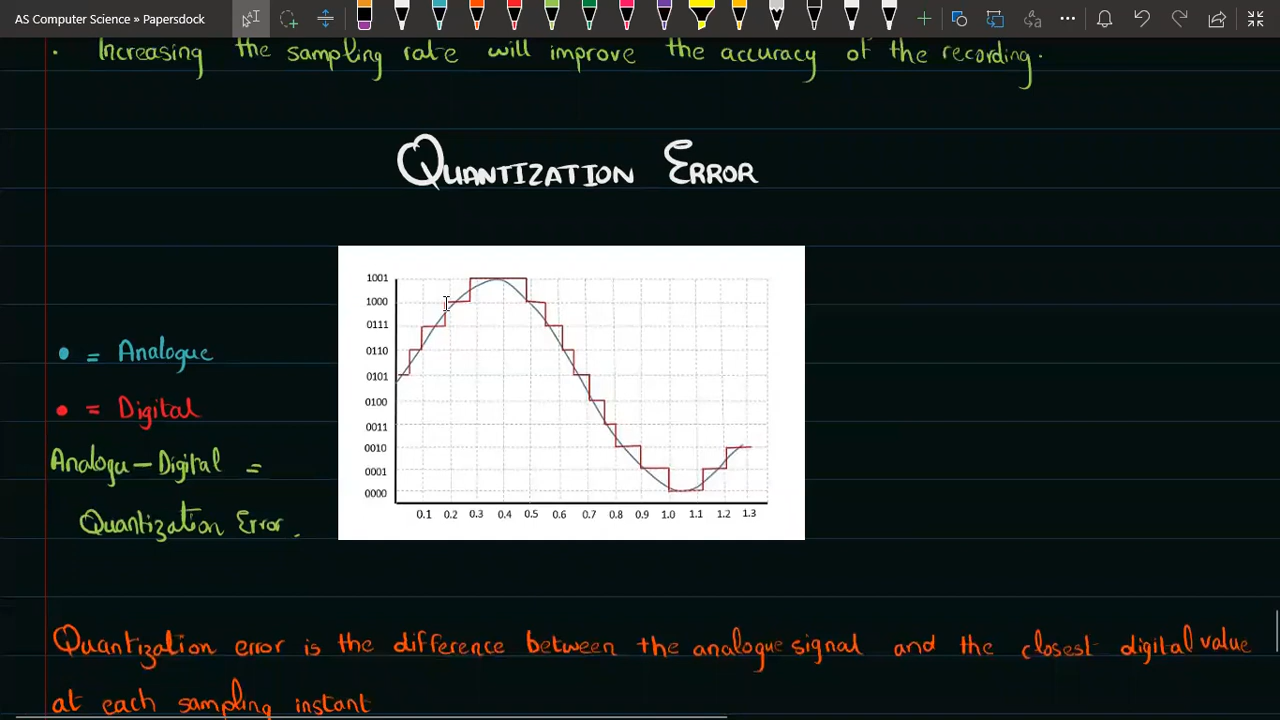 AS Computer Science » Papersdock
· Increasing the sampling rate will improve the accuracy of the recording.
QUANTIZATION ERROR
1001
1000
0111
0110
0101
0100
0011
0010
0001
0000
0.1 0.2 0.3 0.4 0.5 0.6 0.7 0.8 0.9 1.0 1.1 1.2 1.3
• = Analogue
• = Digital
Analogu - Digital =
Quantization Error.
Quantization error is the difference between the analogue signal and the closest digital value
at each sampling instant